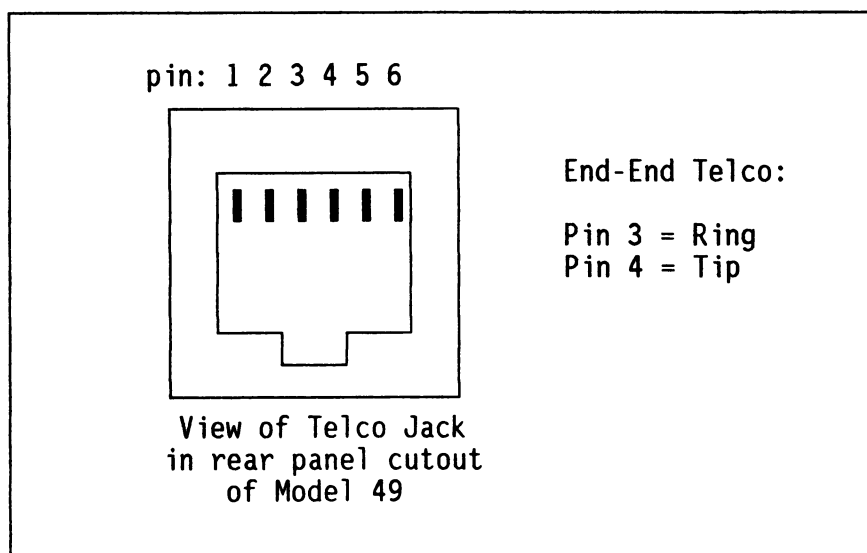 pin: 1 2 3 4 5 6
End-End Telco:
Pin 3 = Ring
Pin 4 = Tip
View of Telco Jack
in rear panel cutout
of Model 49